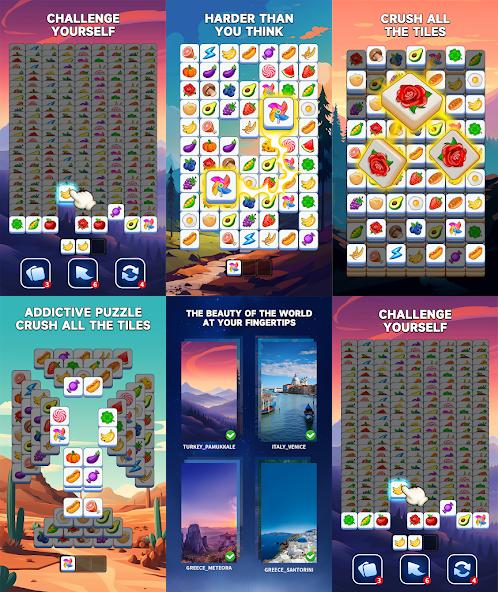 CHALLENGE
YOURSELF
3
6
4
HARDER THAN
YOU THINK
CRUSH ALL
THE TILES
ADDICTIVE PUZZLE
CRUSH ALL THE TILES
THE BEAUTY OF THE WORLD
AT YOUR FINGERTIPS
TURKEY_PAMUKKALE
ITALY_VENICE
GREECE_METEORA
GREECE_SANTORINI
CHALLENGE
YOURSELF
3
6
4